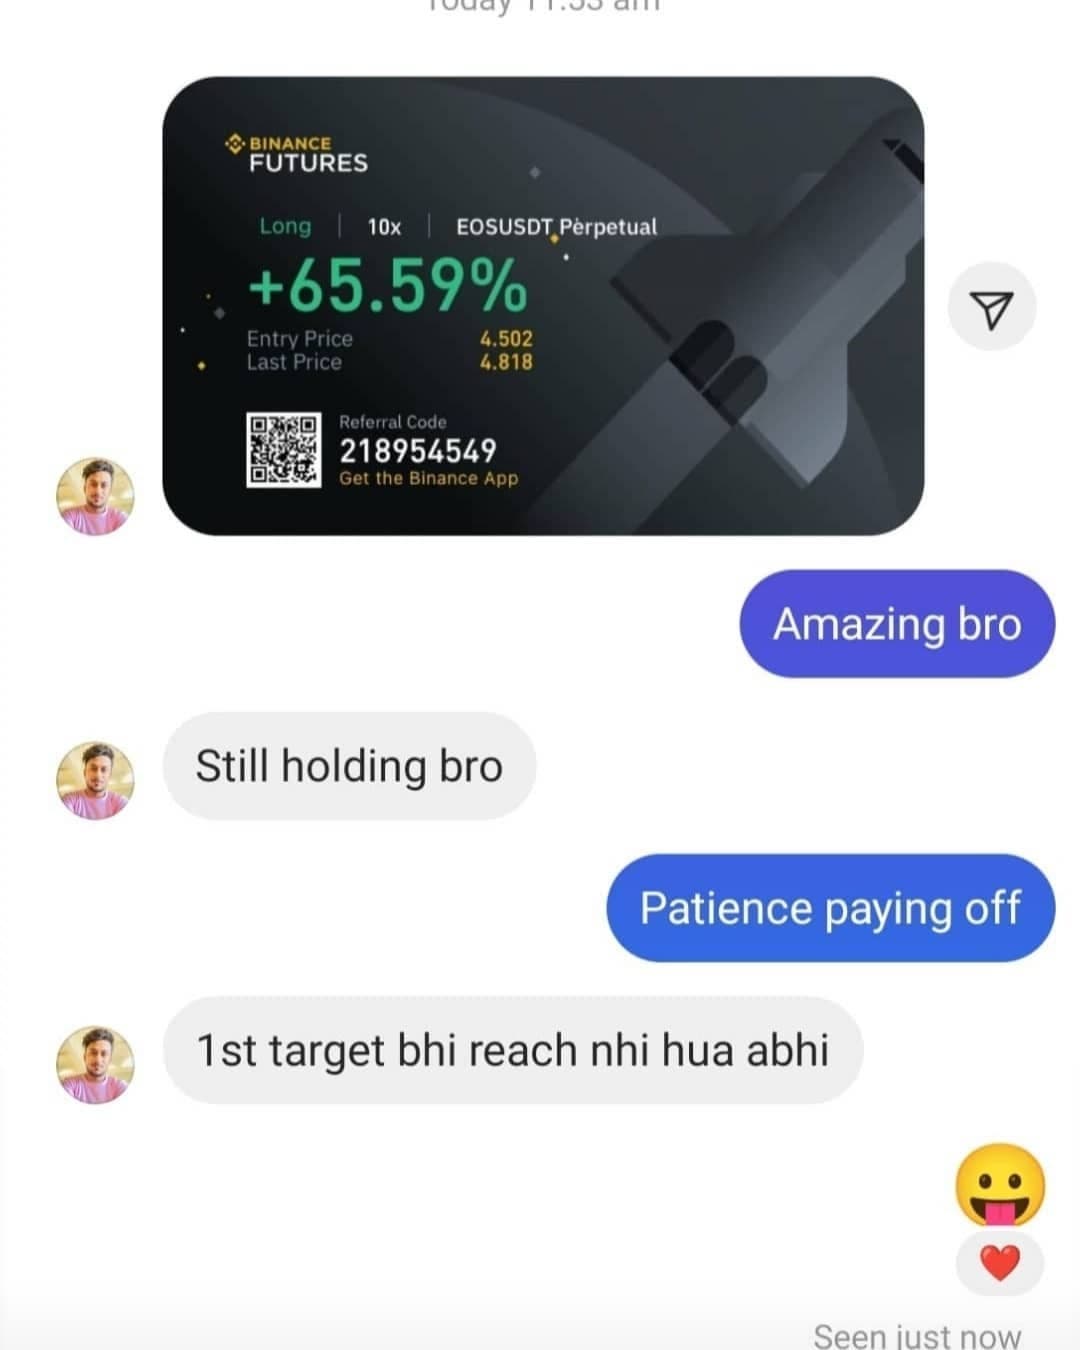 Today 11:53 am
BINANCE
FUTURES
Long | 10x | EOSUSDT Perpetual
+65.59%
Entry Price 4.502
Last Price 4.818
Referral Code
218954549
Get the Binance App
Amazing bro
Still holding bro
Patience paying off
1st target bhi reach nhi hua abhi
😛
❤️
Seen just now